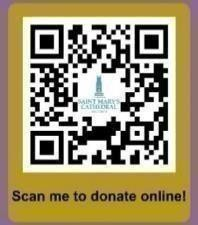 SAINT MARY'S
CATHEDRAL
Scan me to donate online!